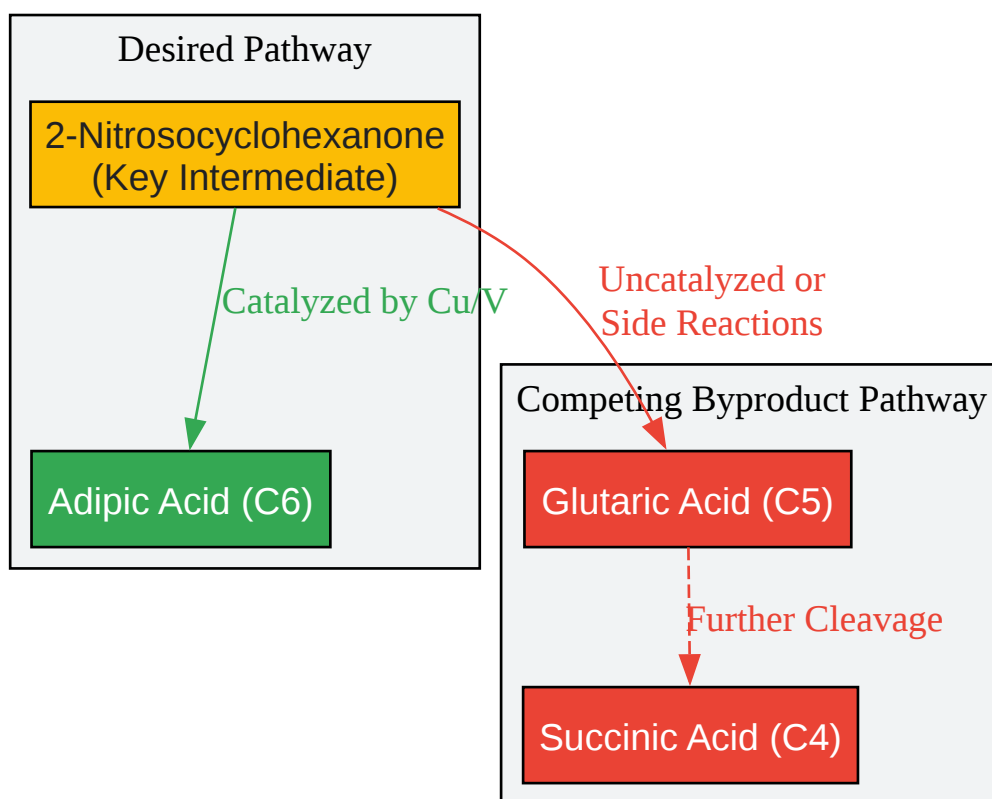 Desired Pathway
2-Nitrosocyclohexanone
(Key Intermediate)
Catalyzed by Cu/V
Uncatalyzed or
Side Reactions
Adipic Acid (C6)
Competing Byproduct Pathway
Glutaric Acid (C5)
Further Cleavage
Succinic Acid (C4)